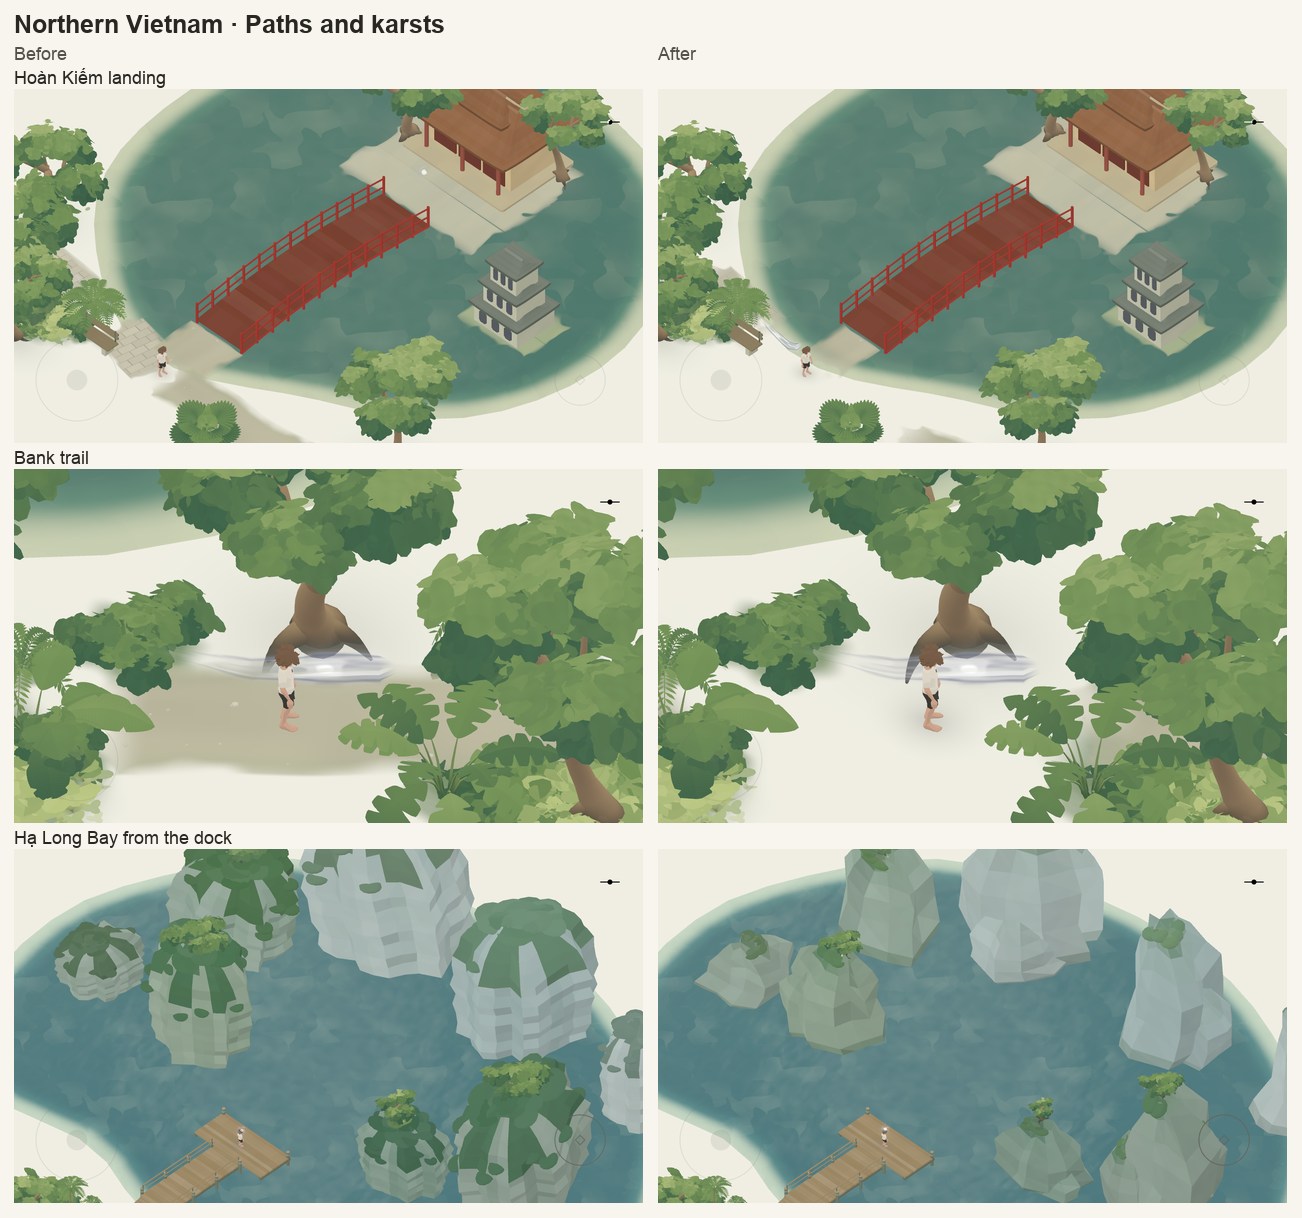 Northern Vietnam · Paths and karsts
Before
After
Hoàn Kiếm landing
Bank trail
Hạ Long Bay from the dock